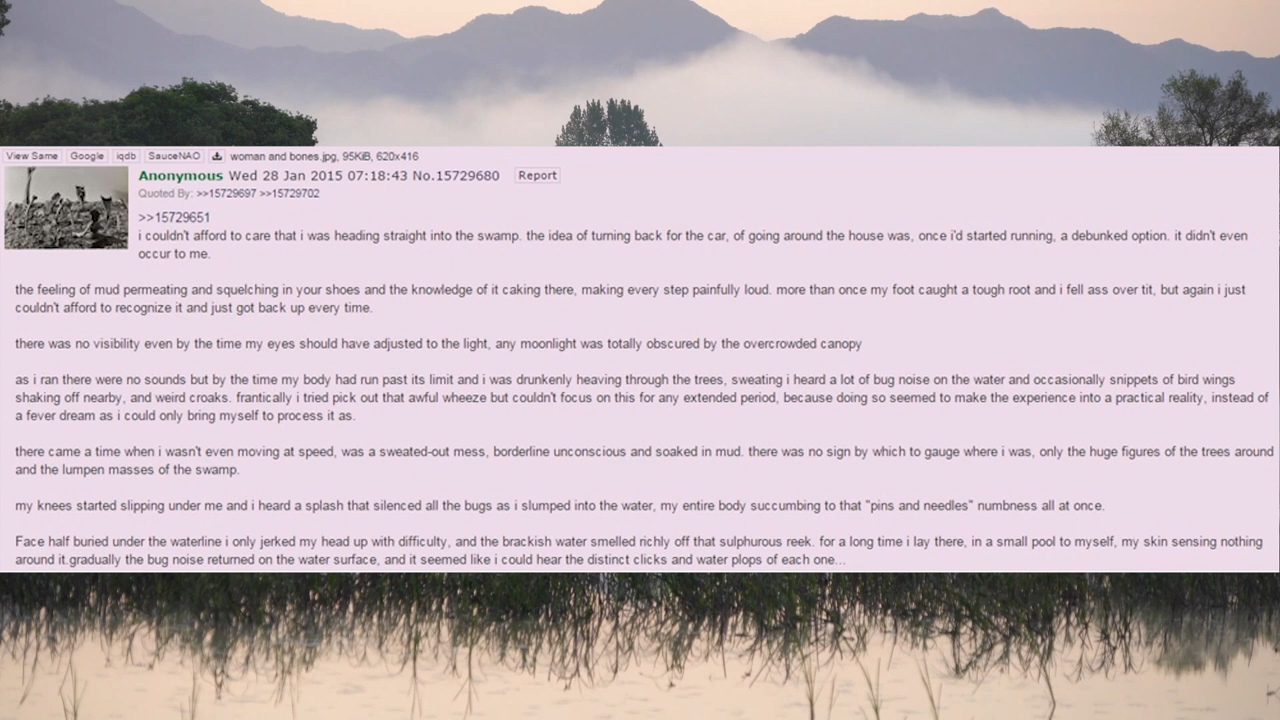 View Same Google iqdb SauceNAO woman and bones.jpg, 95KiB, 620x416
Anonymous Wed 28 Jan 2015 07:18:43 No.15729680 Report
Quoted By: >>15729697 >>15729702
>>15729651
i couldn't afford to care that i was heading straight into the swamp. the idea of turning back for the car, of going around the house was, once i'd started running, a debunked option. it didn't even
occur to me.
the feeling of mud permeating and squelching in your shoes and the knowledge of it caking there, making every step painfully loud. more than once my foot caught a tough root and i fell ass over tit, but again i just
couldn't afford to recognize it and just got back up every time.
there was no visibility even by the time my eyes should have adjusted to the light, any moonlight was totally obscured by the overcrowded canopy
as i ran there were no sounds but by the time my body had run past its limit and i was drunkenly heaving through the trees, sweating i heard a lot of bug noise on the water and occasionally snippets of bird wings
shaking off nearby, and weird croaks. frantically i tried pick out that awful wheeze but couldn't focus on this for any extended period, because doing so seemed to make the experience into a practical reality, instead of
a fever dream as i could only bring myself to process it as.
there came a time when i wasn't even moving at speed, was a sweated-out mess, borderline unconscious and soaked in mud. there was no sign by which to gauge where i was, only the huge figures of the trees around
and the lumpen masses of the swamp.
my knees started slipping under me and i heard a splash that silenced all the bugs as i slumped into the water, my entire body succumbing to that "pins and needles" numbness all at once.
Face half buried under the waterline i only jerked my head up with difficulty, and the brackish water smelled richly off that sulphurous reek. for a long time i lay there, in a small pool to myself, my skin sensing nothing
around it.gradually the bug noise returned on the water surface, and it seemed like i could hear the distinct clicks and water plops of each one...